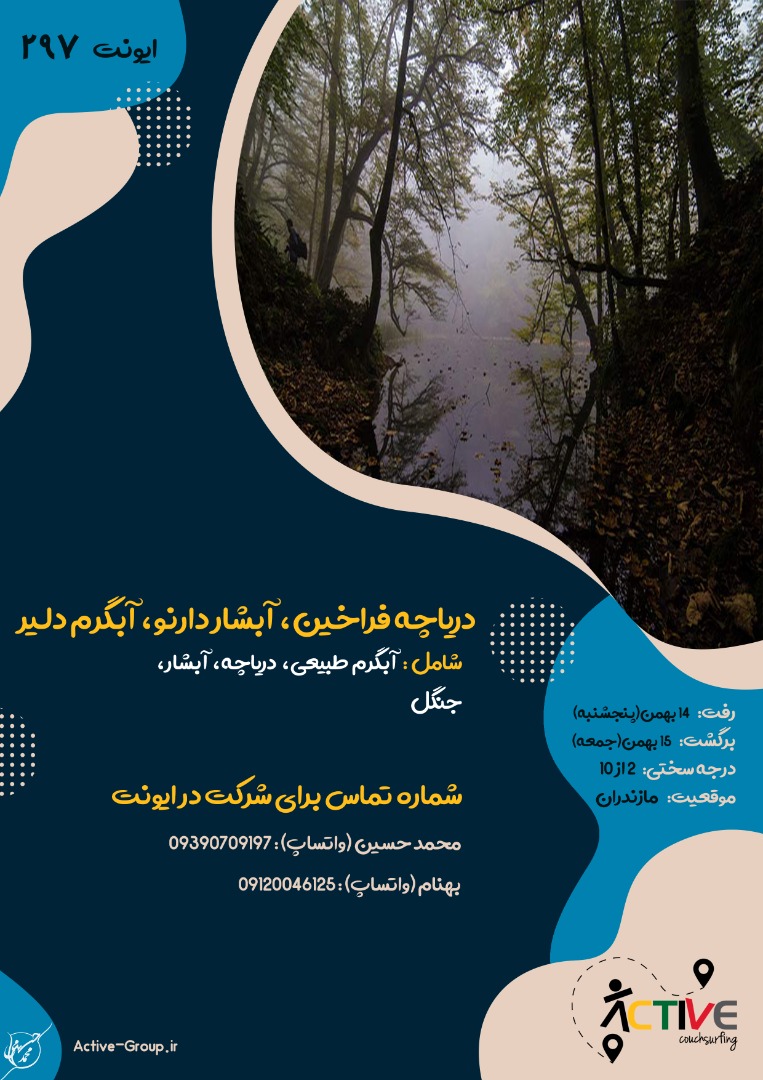 ایونت ۲۹۷
دریاچه فراخین، آبشار دارنو، آبگرم دلیر
شامل : آبگرم طبیعی، دریاچه، آبشار،
جنگل
رفت: 14 بهمن(پنجشنبه)
برگشت: 15 بهمن(جمعه)
درجه سختی: 2 از 10
موقعیت: مازندران
شماره تماس برای شرکت در ایونت
محمد حسین (واتساپ) : 09390709197
بهنام (واتساپ) : 09120046125
ACTIVE
couchsurfing
Active-Group.ir